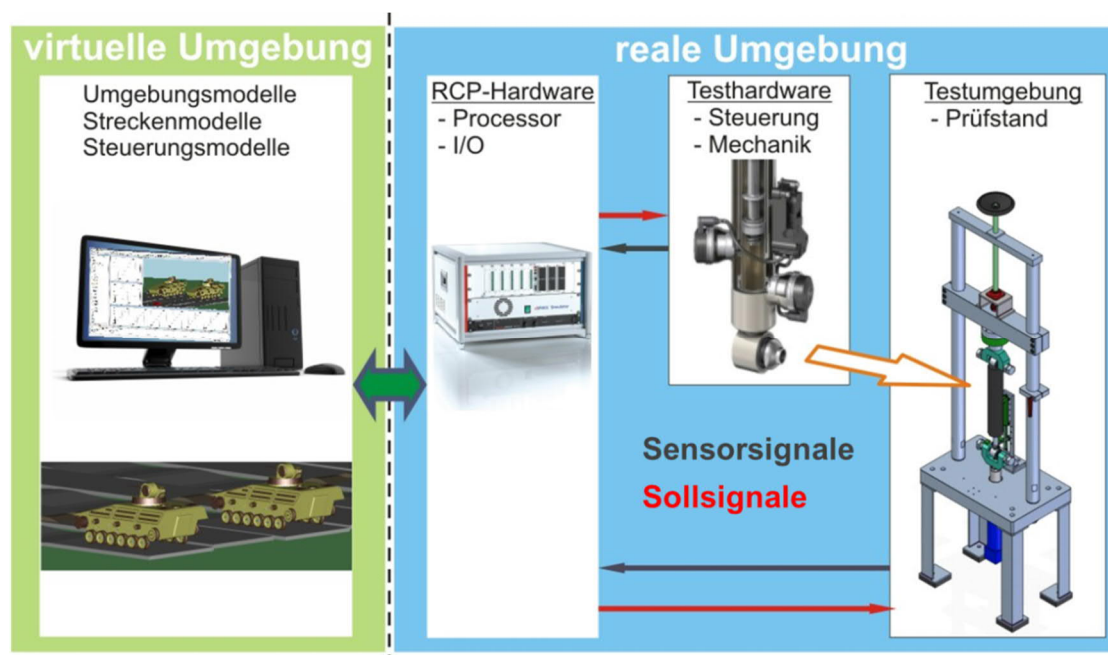 virtuelle Umgebung
Umgebungsmodelle
Streckenmodelle
Steuerungsmodelle
reale Umgebung
RCP-Hardware
- Processor
- I/O
Testhardware
- Steuerung
- Mechanik
Testumgebung
- Prüfstand
Sensorsignale
Sollsignale